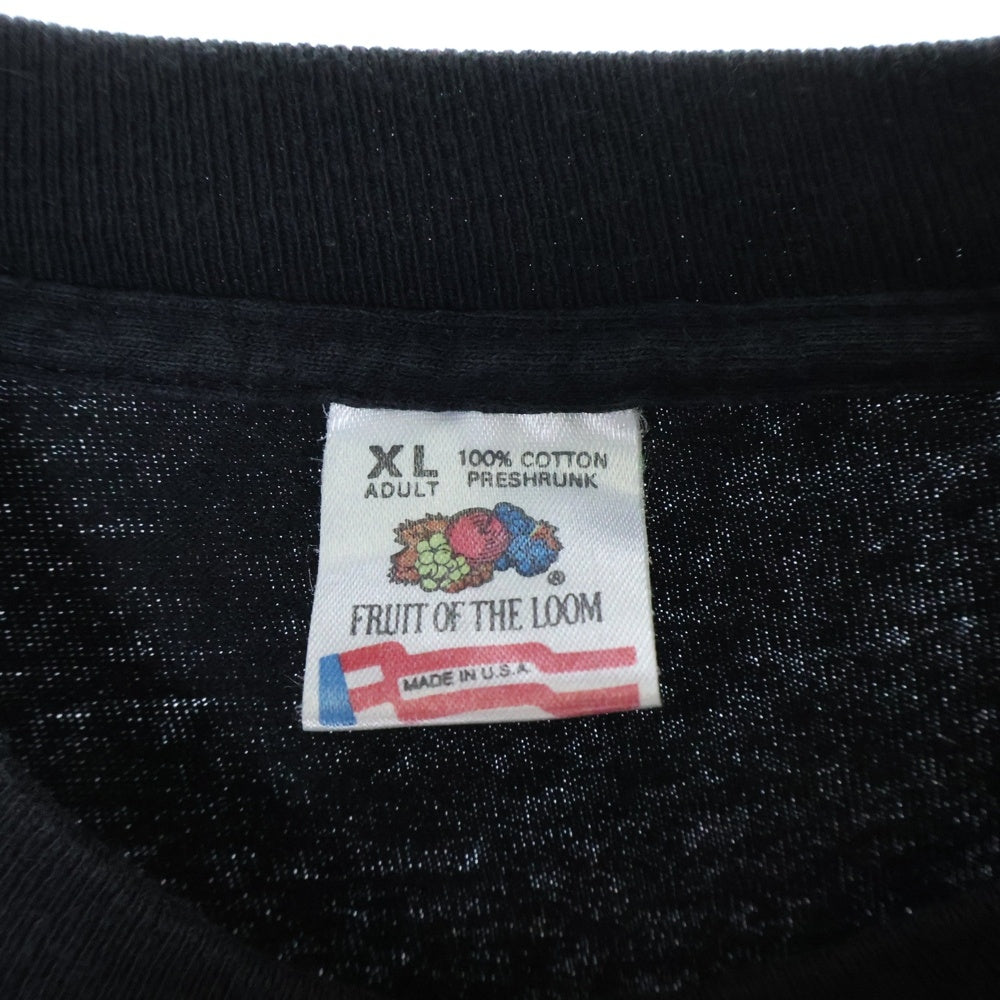 XL 100% COTTON
ADULT PRESHRUNK
®
FRUIT OF THE LOOM
MADE IN U.S.A.